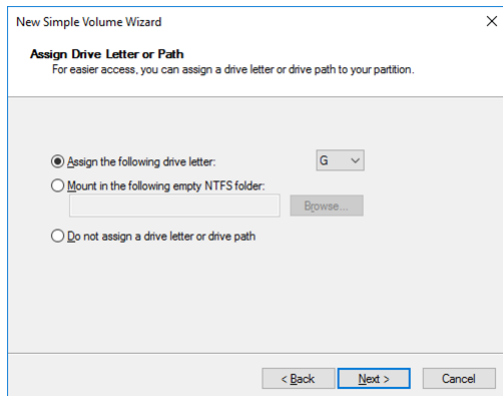 New Simple Volume Wizard
Assign Drive Letter or Path
For easier access, you can assign a drive letter or drive path to your partition.
Assign the following drive letter: G
Mount in the following empty NTFS folder:
Browse...
Do not assign a drive letter or drive path
< Back Next > Cancel